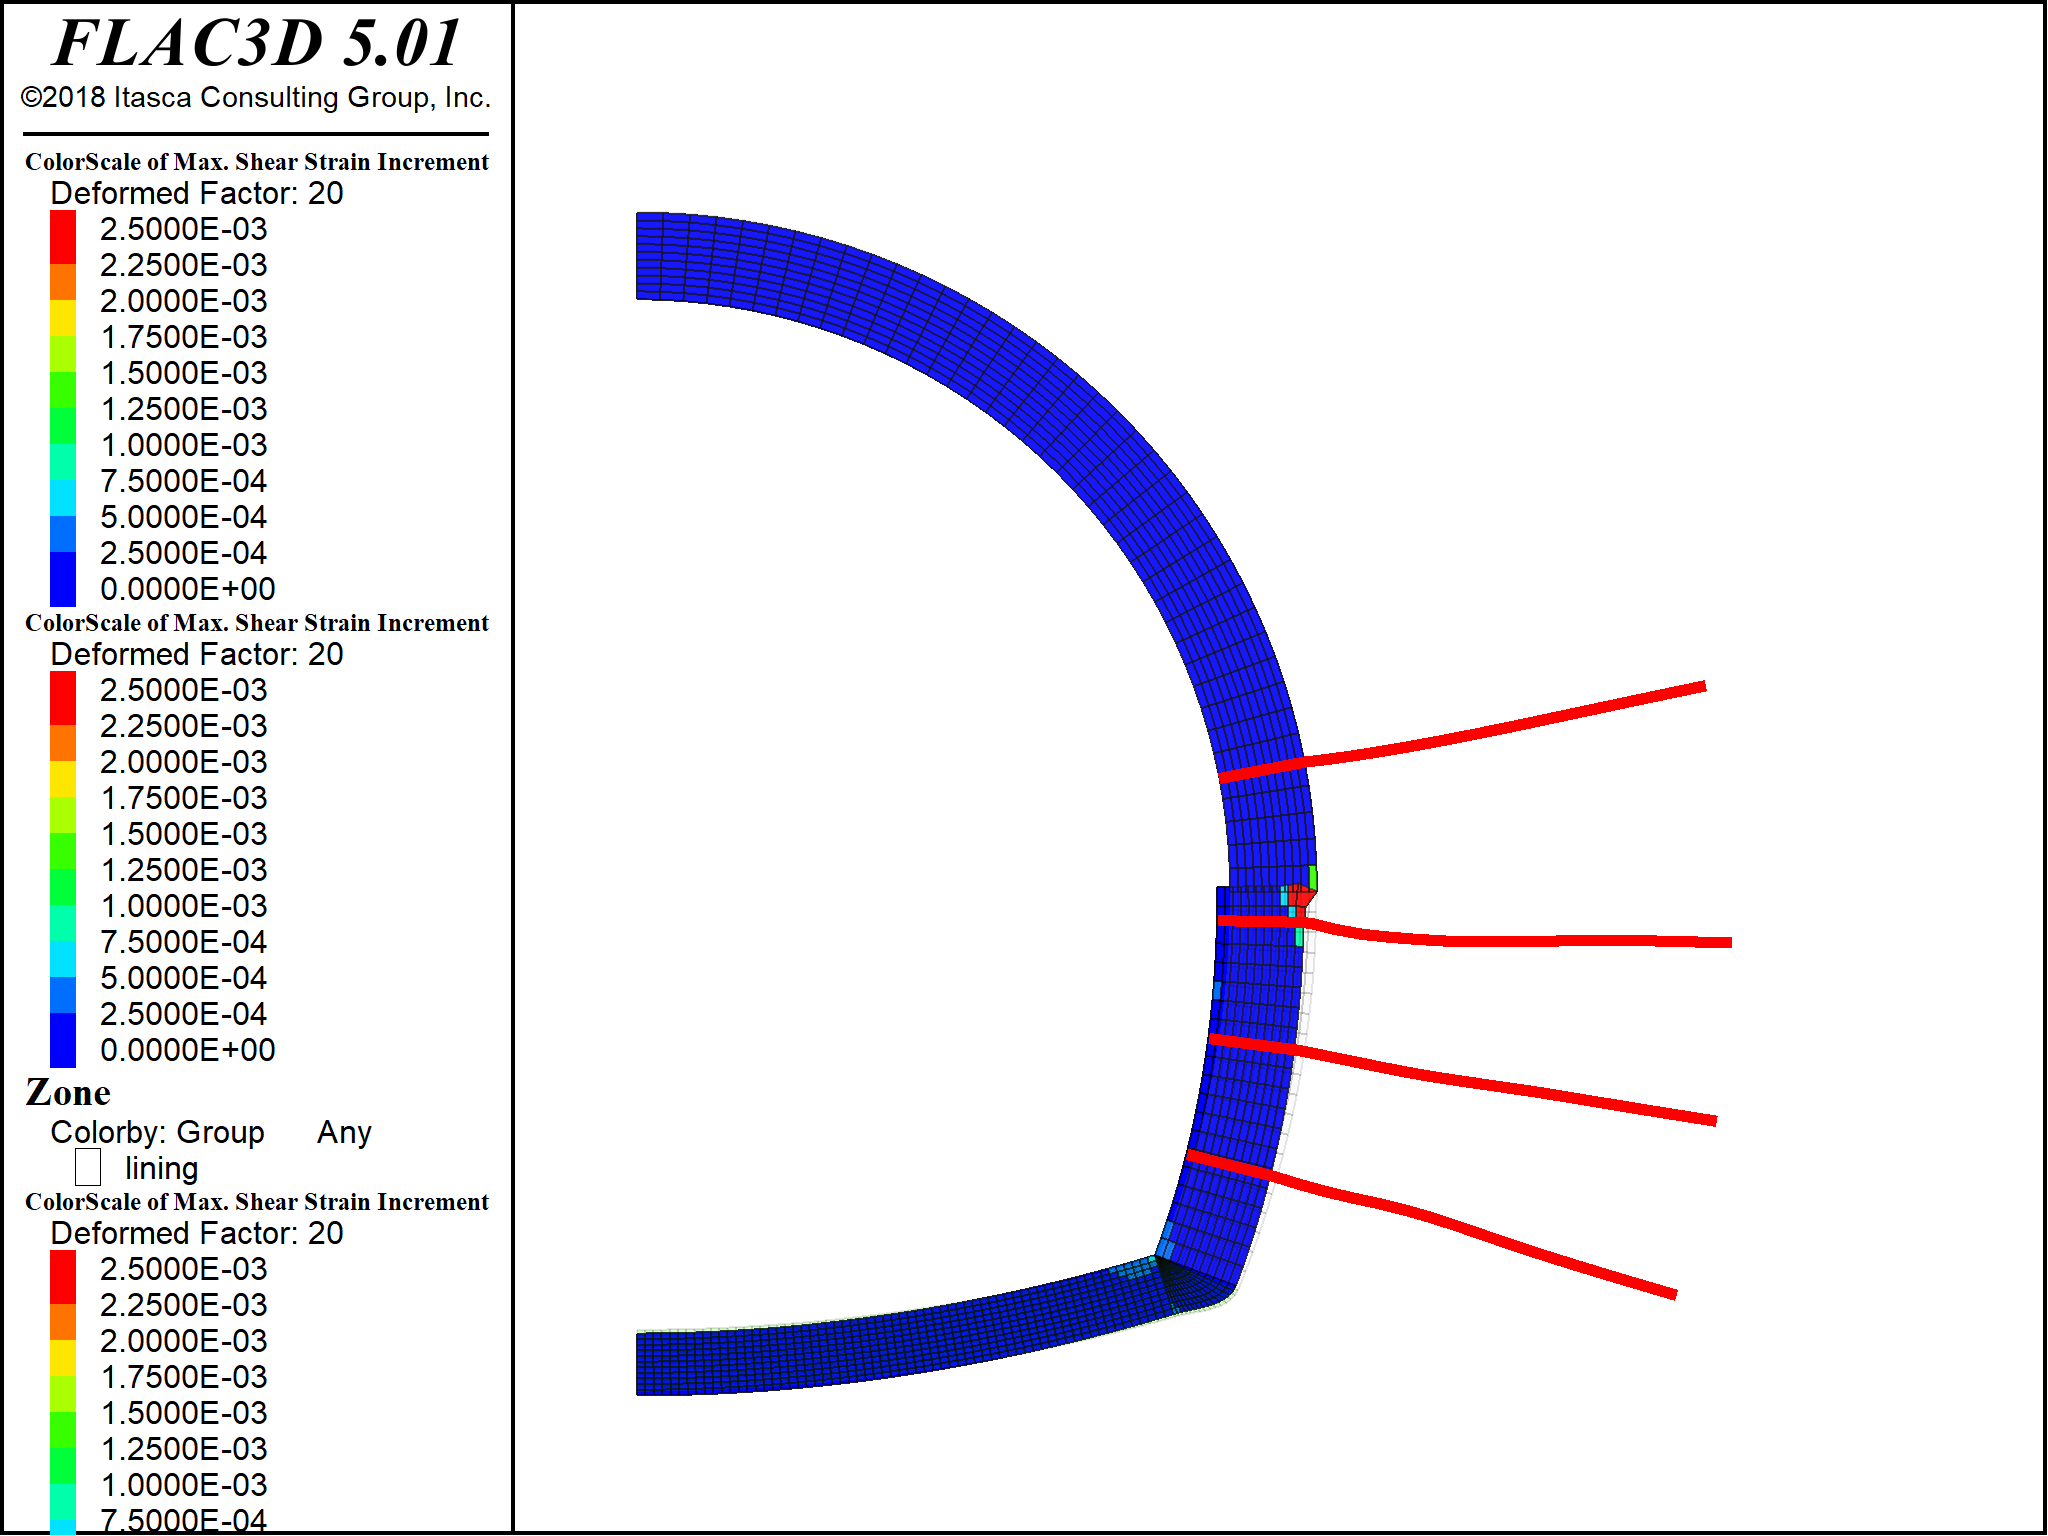 FLAC3D 5.01
©2018 Itasca Consulting Group, Inc.
ColorScale of Max. Shear Strain Increment
Deformed Factor: 20
2.5000E-03
2.2500E-03
2.0000E-03
1.7500E-03
1.5000E-03
1.2500E-03
1.0000E-03
7.5000E-04
5.0000E-04
2.5000E-04
0.0000E+00
ColorScale of Max. Shear Strain Increment
Deformed Factor: 20
2.5000E-03
2.2500E-03
2.0000E-03
1.7500E-03
1.5000E-03
1.2500E-03
1.0000E-03
7.5000E-04
5.0000E-04
2.5000E-04
0.0000E+00
Zone
Colorby: Group Any
lining
ColorScale of Max. Shear Strain Increment
Deformed Factor: 20
2.5000E-03
2.2500E-03
2.0000E-03
1.7500E-03
1.5000E-03
1.2500E-03
1.0000E-03
7.5000E-04